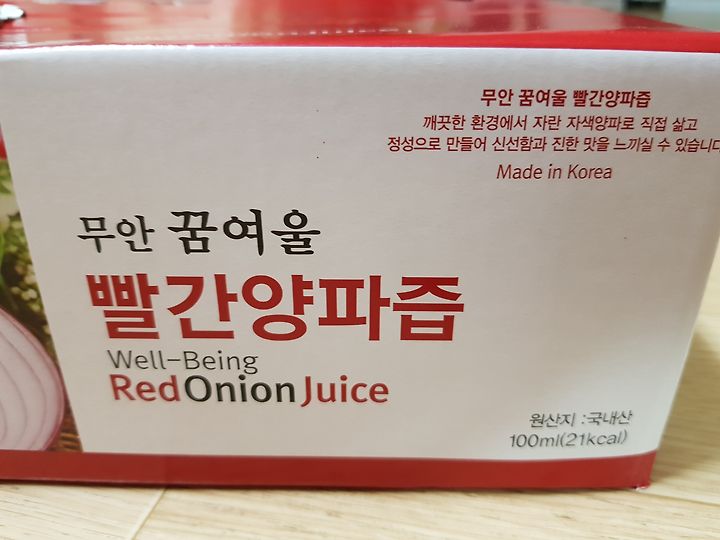 무안 꿈여울 빨간양파즙
깨끗한 환경에서 자란 자색양파로 직접 삶고
정성으로 만들어 신선함과 진한 맛을 느끼실 수 있습니다
Made in Korea
무안 꿈여울
빨간양파즙
Well-Being
Red Onion Juice
원산지 : 국내산
100ml(21kcal)